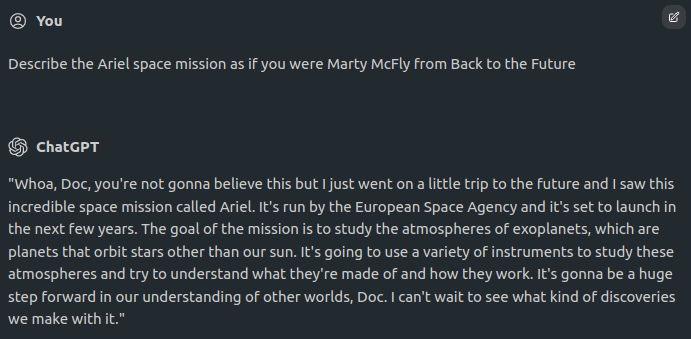 You
Describe the Ariel space mission as if you were Marty McFly from Back to the Future
ChatGPT
"Whoa, Doc, you're not gonna believe this but I just went on a little trip to the future and I saw this
incredible space mission called Ariel. It's run by the European Space Agency and it's set to launch in
the next few years. The goal of the mission is to study the atmospheres of exoplanets, which are
planets that orbit stars other than our sun. It's going to use a variety of instruments to study these
atmospheres and try to understand what they're made of and how they work. It's gonna be a huge
step forward in our understanding of other worlds, Doc. I can't wait to see what kind of discoveries
we make with it."